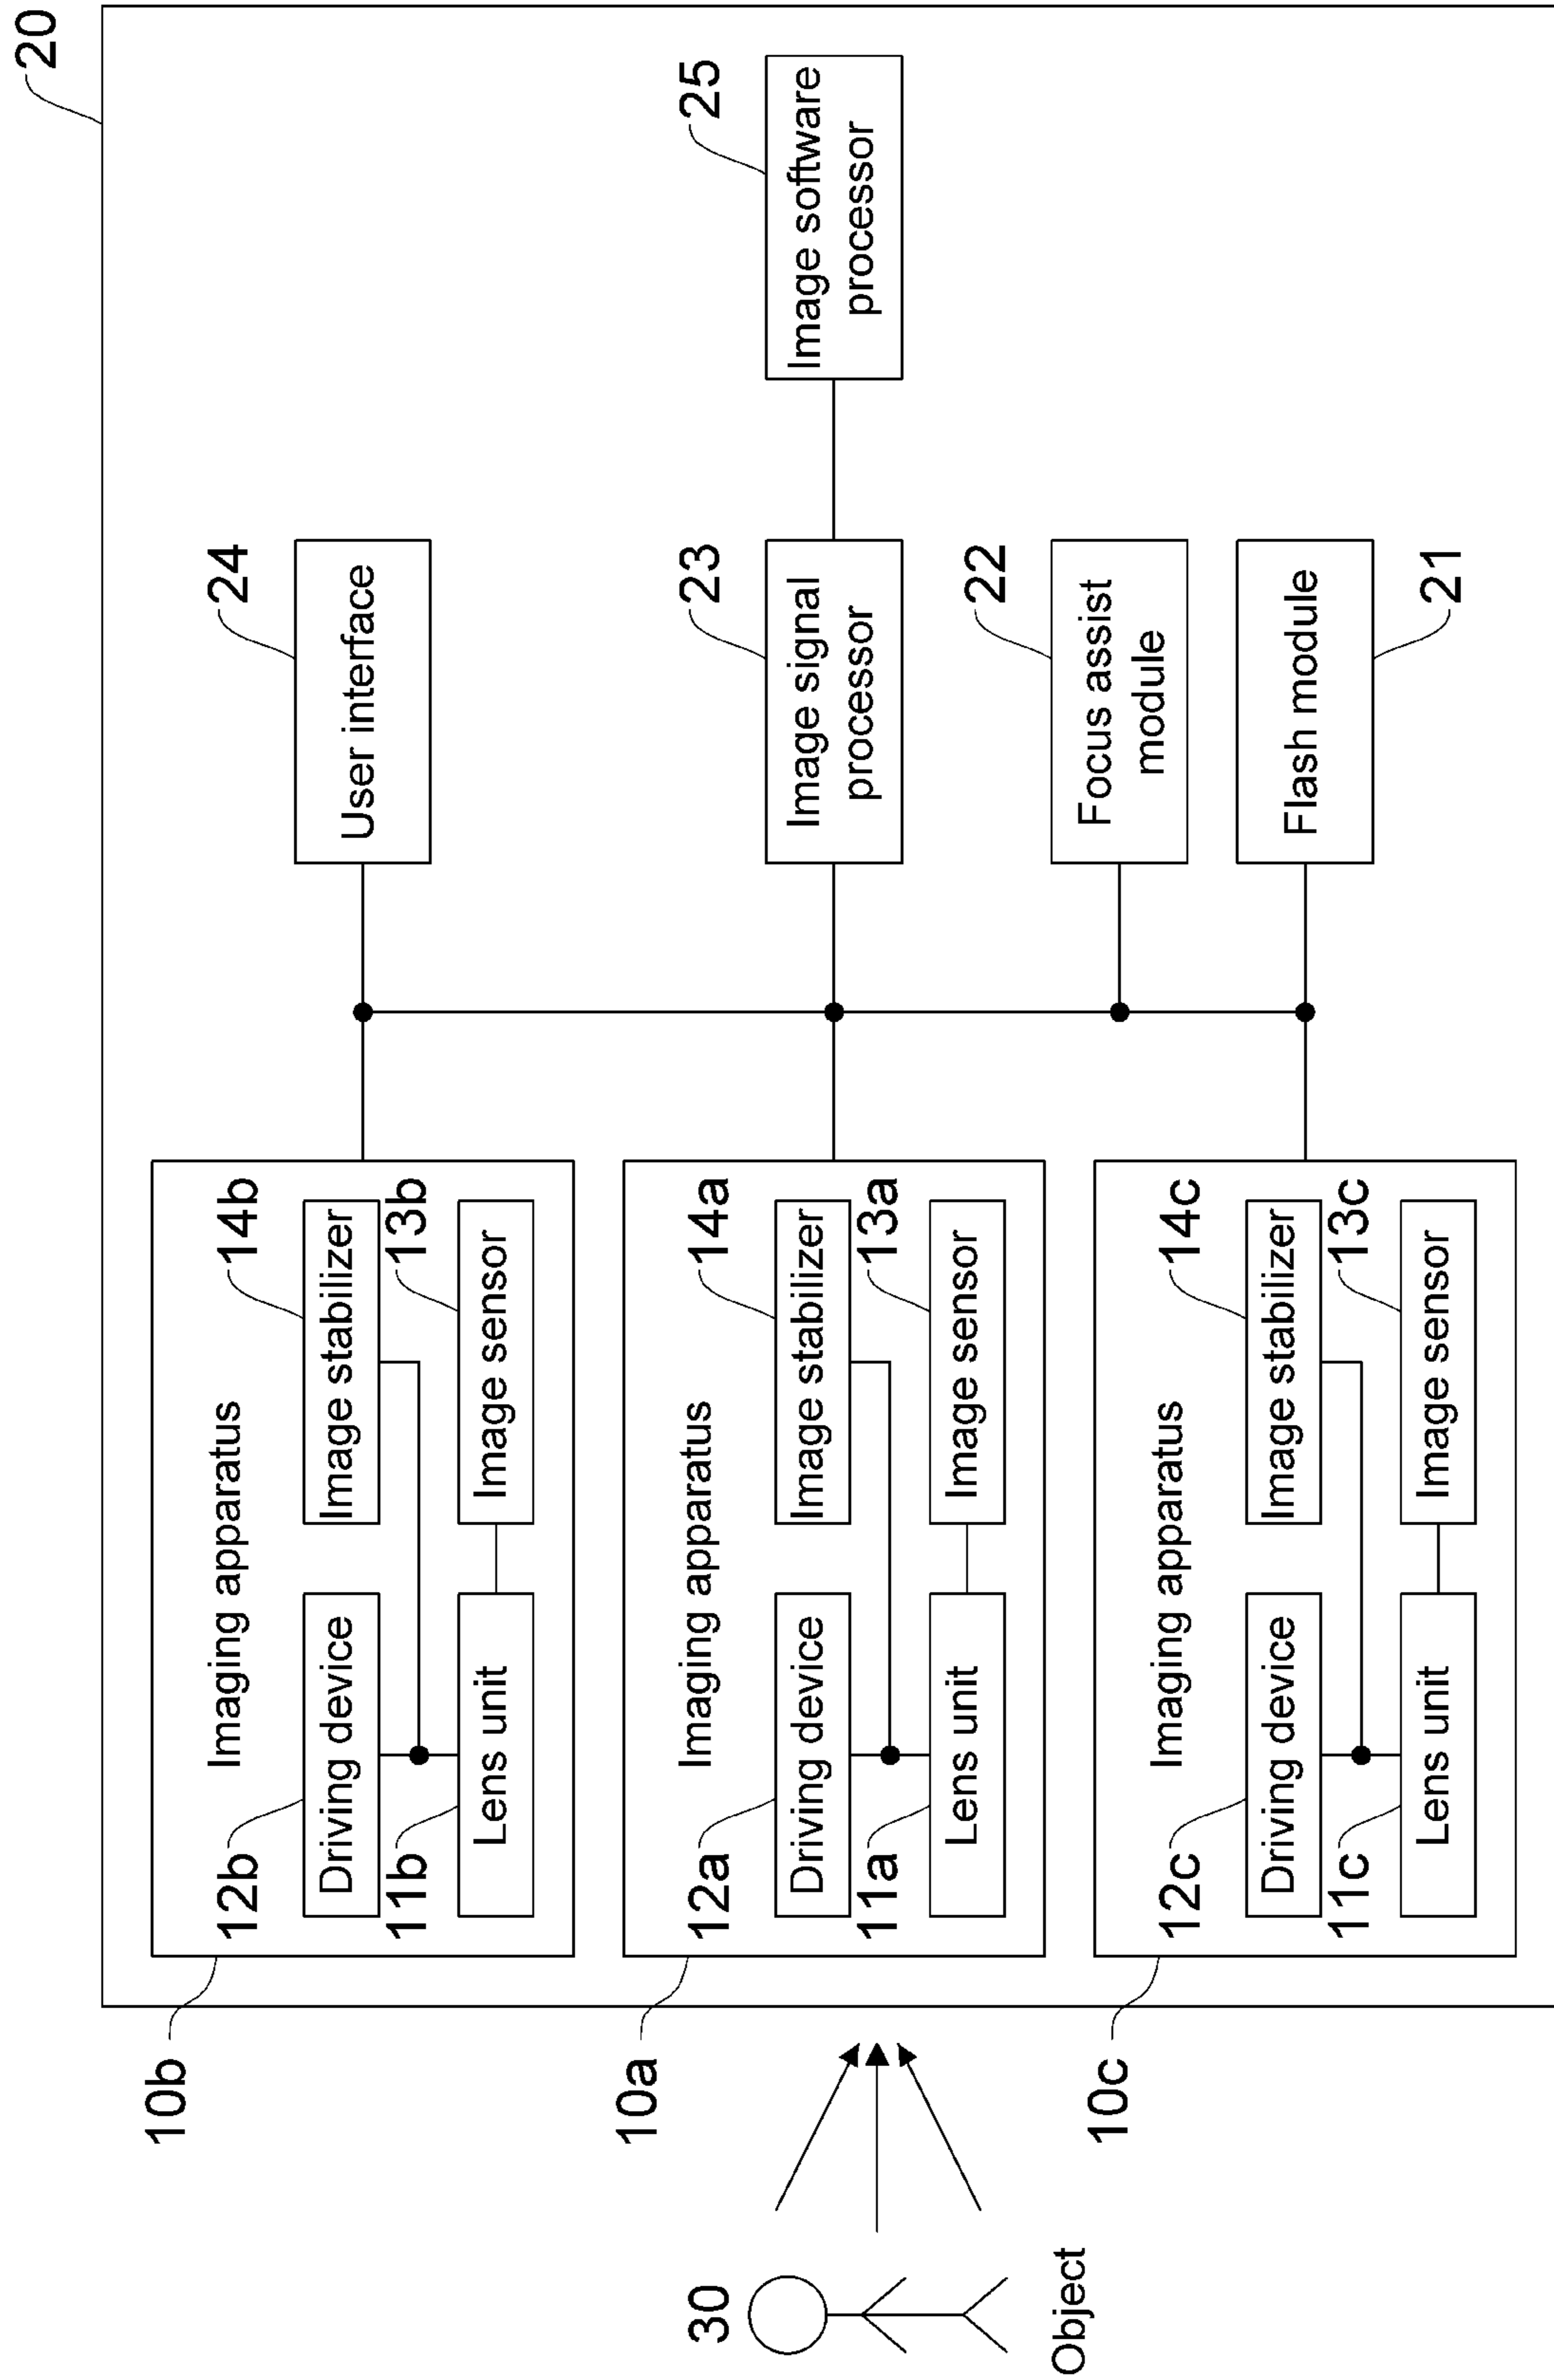 20
10b
Imaging apparatus
12b
14b
Driving device
Image stabilizer
11b
13b
Lens unit
Image sensor
24
User interface
30
Object
10a
Imaging apparatus
12a
14a
Driving device
Image stabilizer
11a
13a
Lens unit
Image sensor
23
Image signal
processor
25
Image software
processor
10c
Imaging apparatus
12c
14c
Driving device
Image stabilizer
11c
13c
Lens unit
Image sensor
22
Focus assist
module
Flash module
21